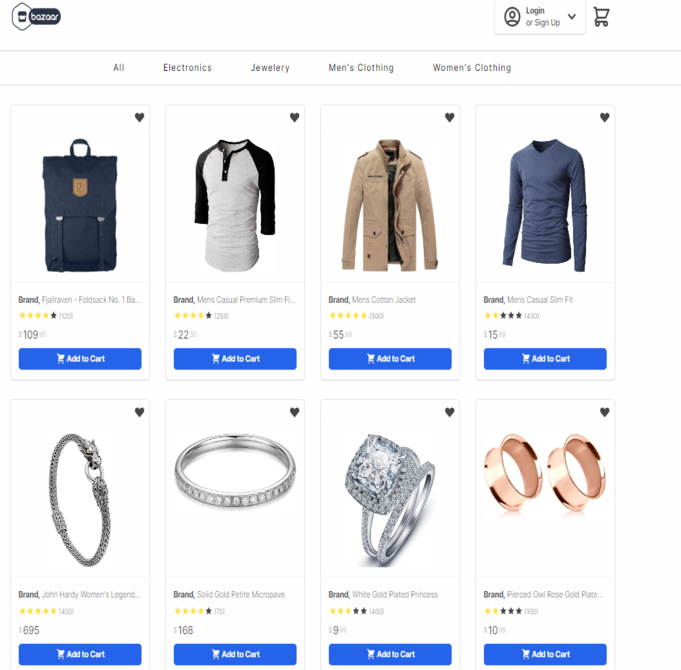 bazaar
Login
or Sign Up
All Electronics Jewelery Men's Clothing Women's Clothing
Brand, Fjallraven - Foldsack No. 1 Ba...
(120)
$109.95
Add to Cart
Brand, Mens Casual Premium Slim Fi...
(259)
$22.30
Add to Cart
Brand, Mens Cotton Jacket
(500)
$55.99
Add to Cart
Brand, Mens Casual Slim Fit
(430)
$15.99
Add to Cart
Brand, John Hardy Women's Legend...
(400)
$695
Add to Cart
Brand, Solid Gold Petite Micropave
(70)
$168
Add to Cart
Brand, White Gold Plated Princess
(400)
$9.99
Add to Cart
Brand, Pierced Owl Rose Gold Plate...
(100)
$10.99
Add to Cart